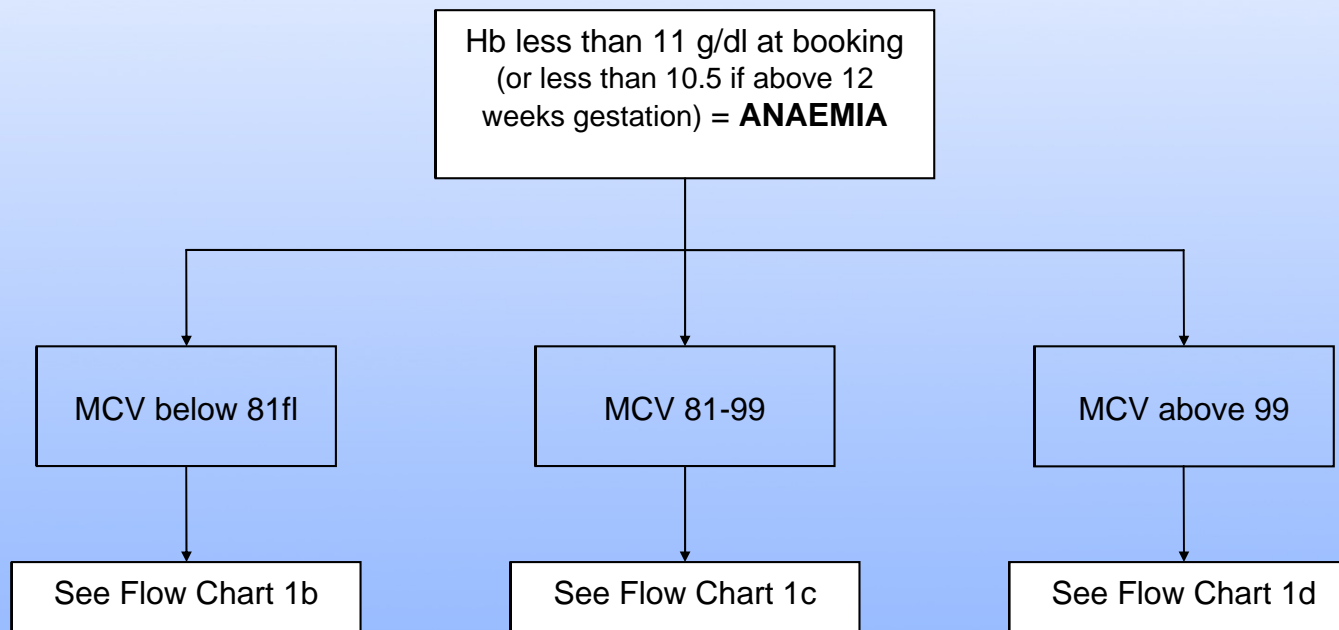 Hb less than 11 g/dl at booking
(or less than 10.5 if above 12
weeks gestation) = ANAEMIA
MCV below 81fl
MCV 81-99
MCV above 99
See Flow Chart 1b
See Flow Chart 1c
See Flow Chart 1d